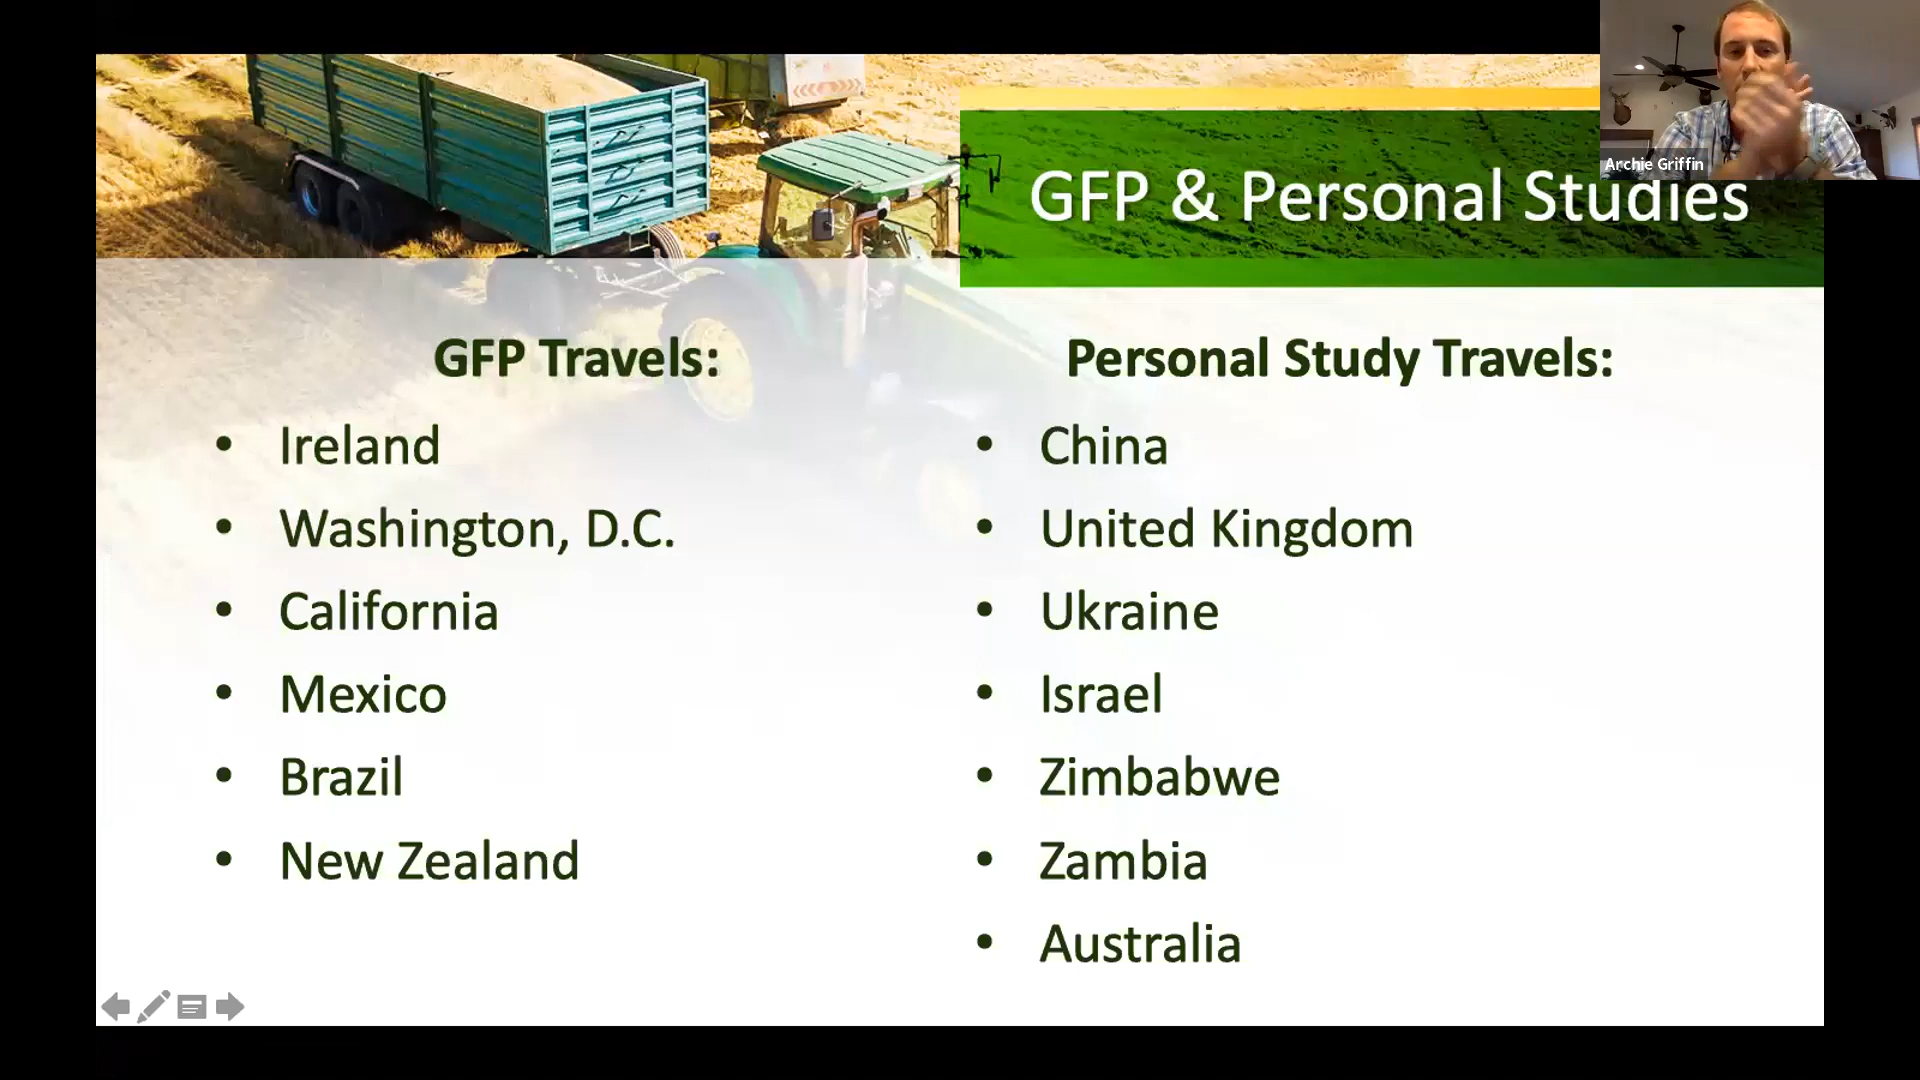 Archie Griffin
GFP & Personal Studies
GFP Travels:
• Ireland
• Washington, D.C.
• California
• Mexico
• Brazil
• New Zealand
Personal Study Travels:
• China
• United Kingdom
• Ukraine
• Israel
• Zimbabwe
• Zambia
• Australia